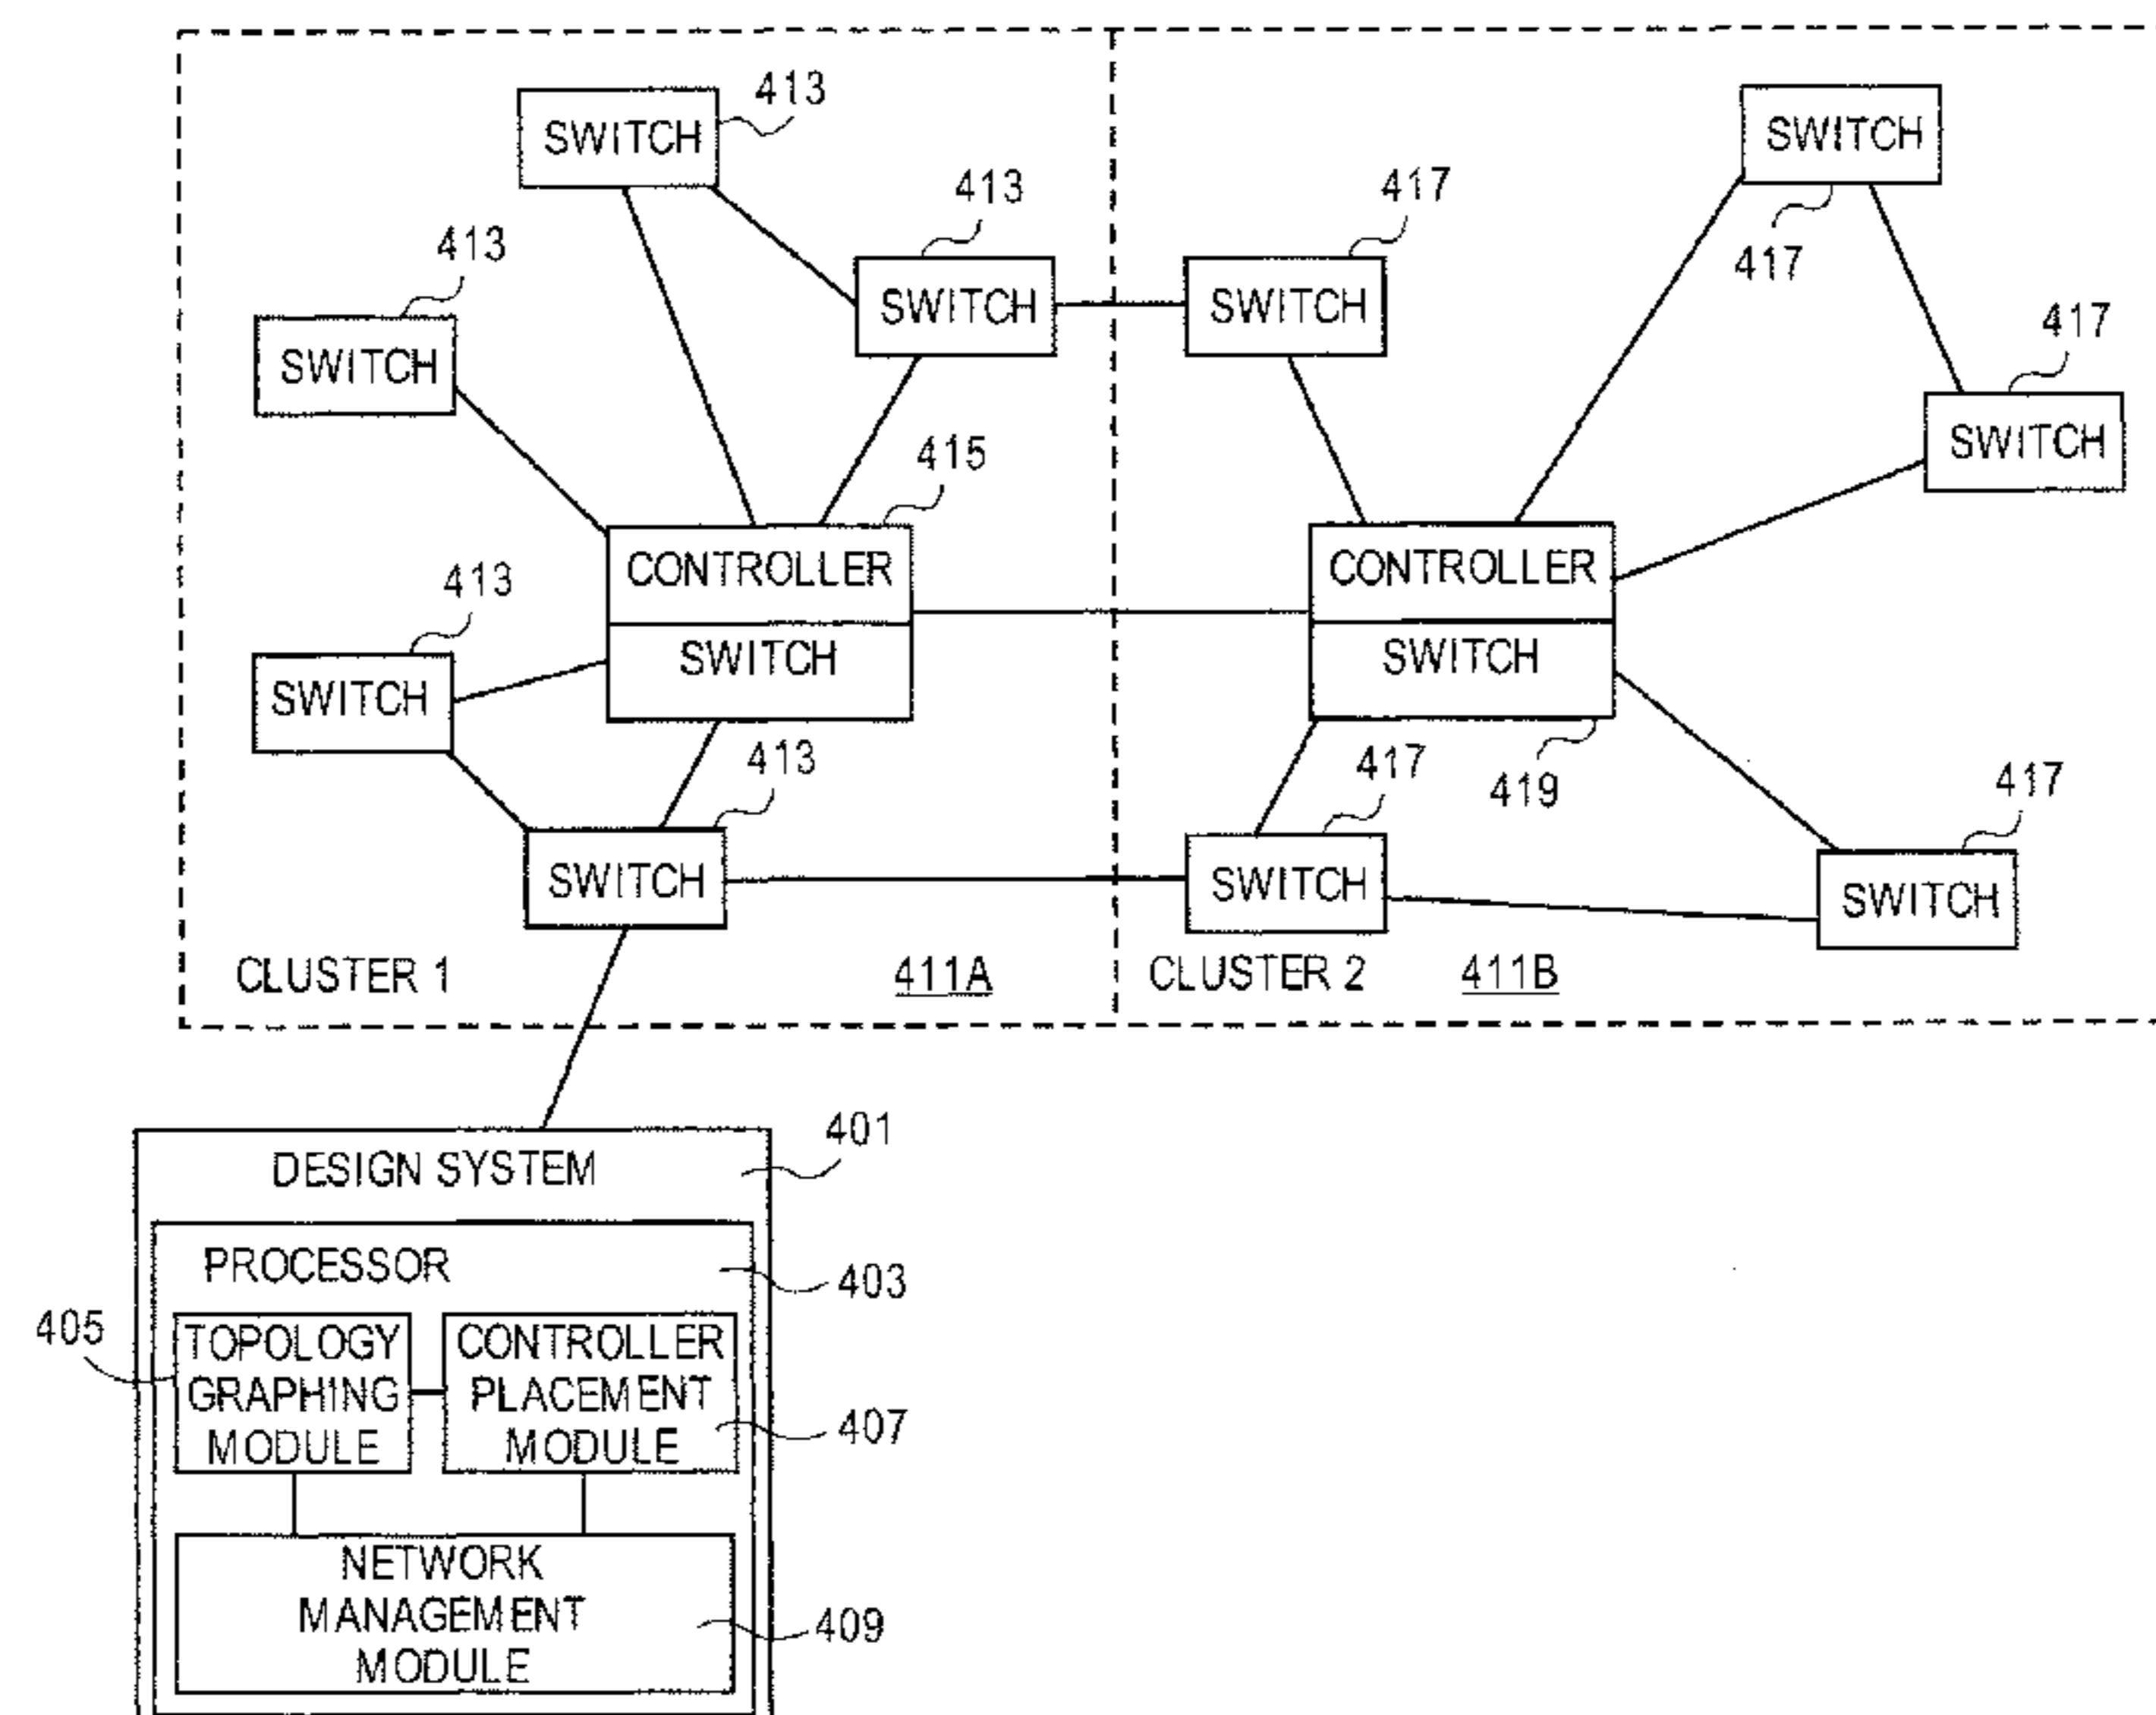 413
SWITCH
413
SWITCH
413
SWITCH
415
CONTROLLER
SWITCH
413
SWITCH
413
SWITCH
CLUSTER 1
411A
417
SWITCH
SWITCH
417
417
SWITCH
CONTROLLER
SWITCH
419
417
SWITCH
417
SWITCH
CLUSTER 2
411B
401
DESIGN SYSTEM
PROCESSOR
403
405
TOPOLOGY
GRAPHING
MODULE
CONTROLLER
PLACEMENT
MODULE
407
NETWORK
MANAGEMENT
MODULE
409